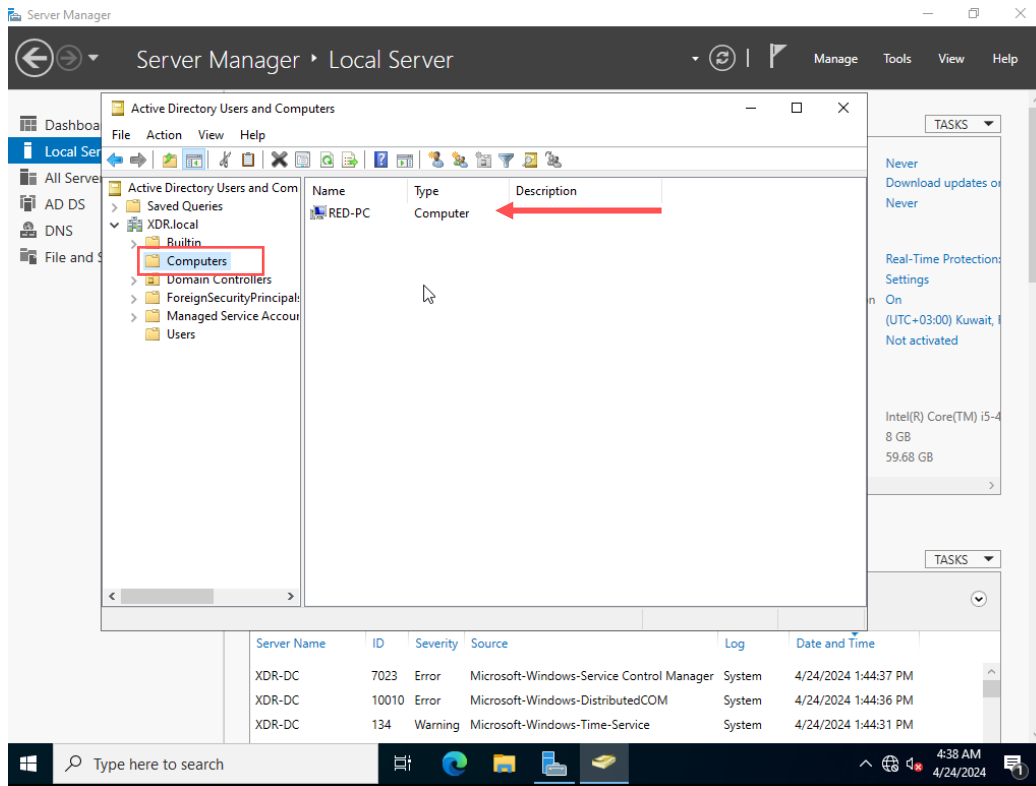 Server Manager
Server Manager • Local Server
Manage Tools View Help
Dashboa
Local Ser
All Serve
AD DS
DNS
File and S
Active Directory Users and Computers
File Action View Help
Active Directory Users and Com
Saved Queries
XDR.local
Builtin
Computers
Domain Controllers
ForeignSecurityPrincipal:
Managed Service Accour
Users
Name Type Description
RED-PC Computer
TASKS
Never
Download updates or
Never
Real-Time Protection:
Settings
n On
(UTC+03:00) Kuwait,
Not activated
Intel(R) Core(TM) i5-4
8 GB
59.68 GB
TASKS
Server Name ID Severity Source Log Date and Time
XDR-DC 7023 Error Microsoft-Windows-Service Control Manager System 4/24/2024 1:44:37 PM
XDR-DC 10010 Error Microsoft-Windows-DistributedCOM System 4/24/2024 1:44:36 PM
XDR-DC 134 Warning Microsoft-Windows-Time-Service System 4/24/2024 1:44:31 PM
Type here to search
4:38 AM
4/24/2024
1